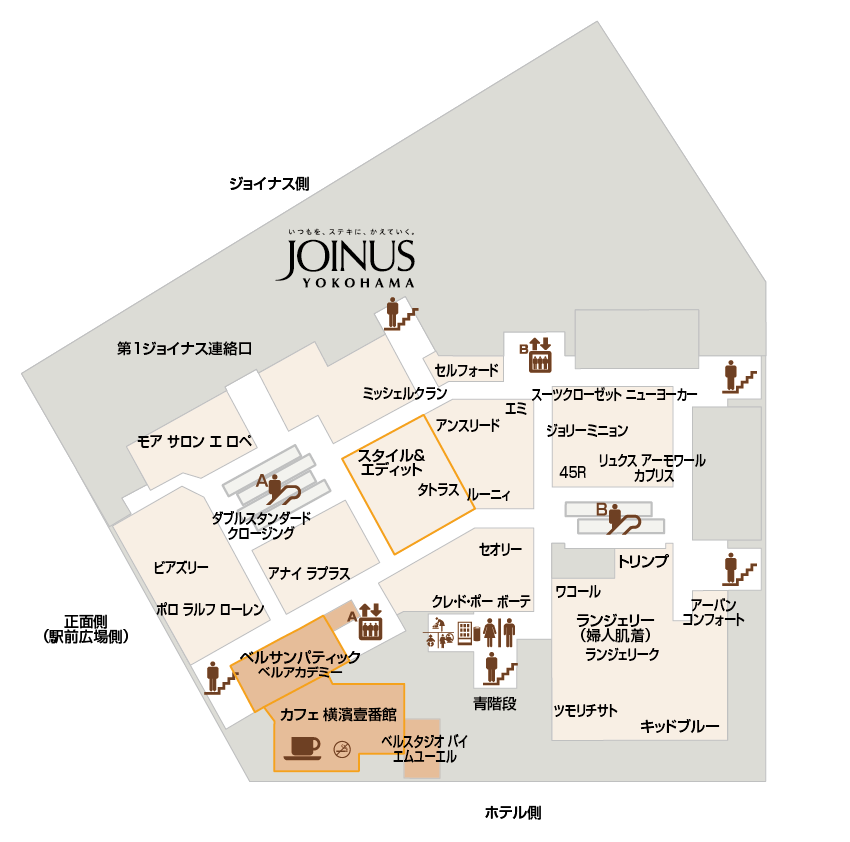 ジョイナス側
いつもを、ステキに、かえていく。
JOINUS
YOKOHAMA
第1ジョイナス連絡口
B
セルフォード
ミッシェルクラン
スーツクローゼット ニューヨーカー
エミ
アンスリード
ジョリーミニョン
モア サロン エ ロペ
スタイル&
エディット
リュクス アーモワール
カプリス
45R
A
タトラス
ルーニィ
B
ダブルスタンダード
クロージング
セオリー
トリンプ
ビアズリー
アナイ ラプラス
ワコール
クレド・ポー ボーテ
ポロ ラルフ ローレン
アーバン
コンフォート
A
正面側
(駅前広場側)
ランジェリー
(婦人肌着)
ランジェリーク
ベルサンパティック
ベルアカデミー
青階段
カフェ 横濱壹番館
ツモリチサト
キッドブルー
ベルスタジオ バイ
エムユーエル
ホテル側